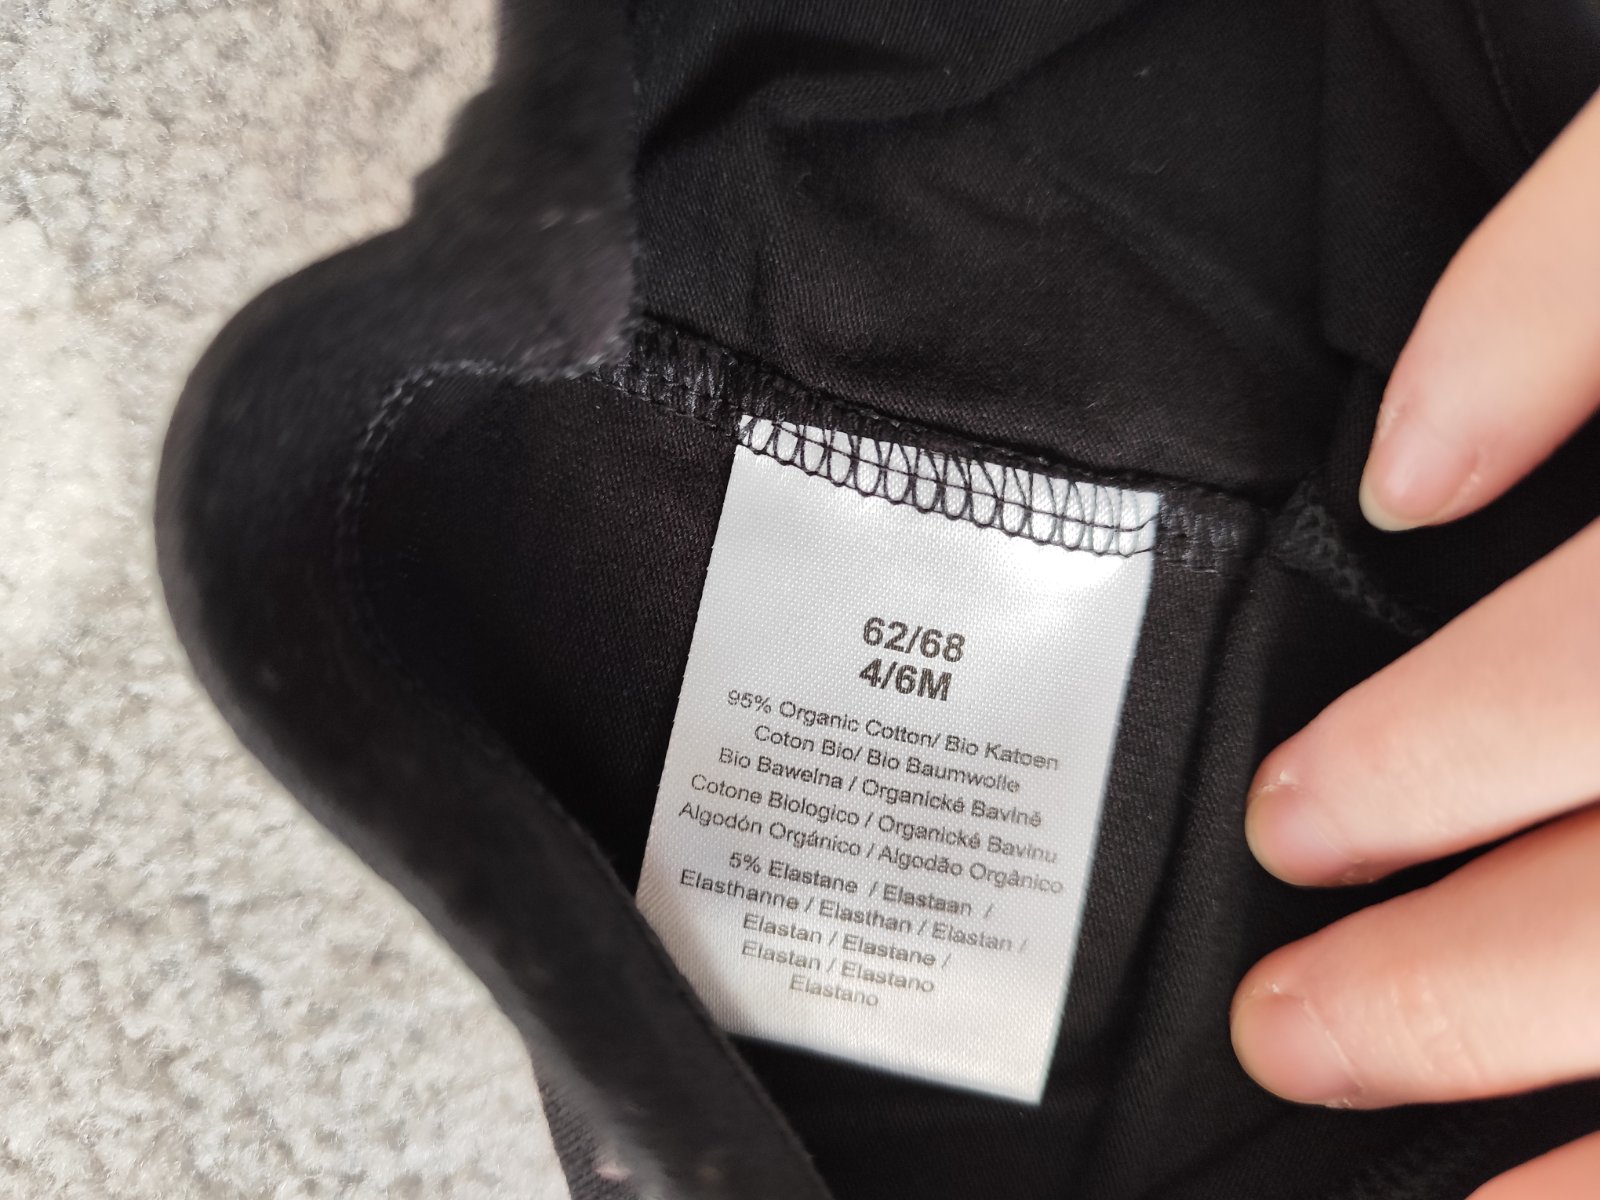 62/68
4/6M
95% Organic Cotton/ Bio Katoen
Coton Bio/ Bio Baumwolle
Bio Bawelna / Organické Bavlně
Cotone Biologico / Organické Bavlnu
Algodón Orgánico / Algodão Orgânico
5% Elastane / Elastaan /
Elasthanne / Elasthan / Elastan /
Elastan / Elastane /
Elastan / Elastano
Elastano